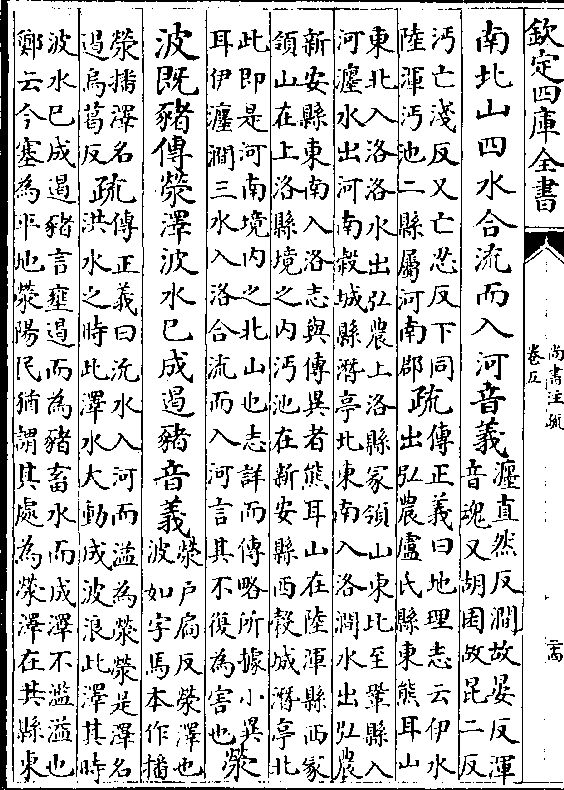 欽定四庫全書
尚書注疏
卷五
南北山四水合流而入河音義瀍直然反澗故晏反渾
音魂又胡囷故昆二反
沔亡淺反又亡忍反下同
陸渾沔池二縣屬河南郡
疏傳正義曰地理志云伊水
出弘農盧氏縣東熊耳山
東北入洛洛水出弘農上洛縣冢領山東北至鞏縣入
河瀍水出河南穀城縣潛亭北東南入洛澗水出弘農
新安縣東南入洛志與傳異者熊耳山在陸渾縣西冢
領山在上洛縣境之内沔池在新安縣西穀城潛亭北
此即是河南境内之北山也志詳而傳略所據小異
耳伊瀍澗三水入洛合流而入河言其不復為害也
滎
波既豬傳滎澤波水已成遏豬音義滎户扃反滎澤也
波如字馬本作播
滎播澤名
遏烏葛反
疏傳正義曰流水入河而溢為滎滎是澤名
洪水之時此澤水大動成波浪此澤其時
波水已成遏豬言壅遏而為豬畜水而成澤不濫溢也
鄭云今塞為平地滎陽民猶謂其處為滎澤在其縣東